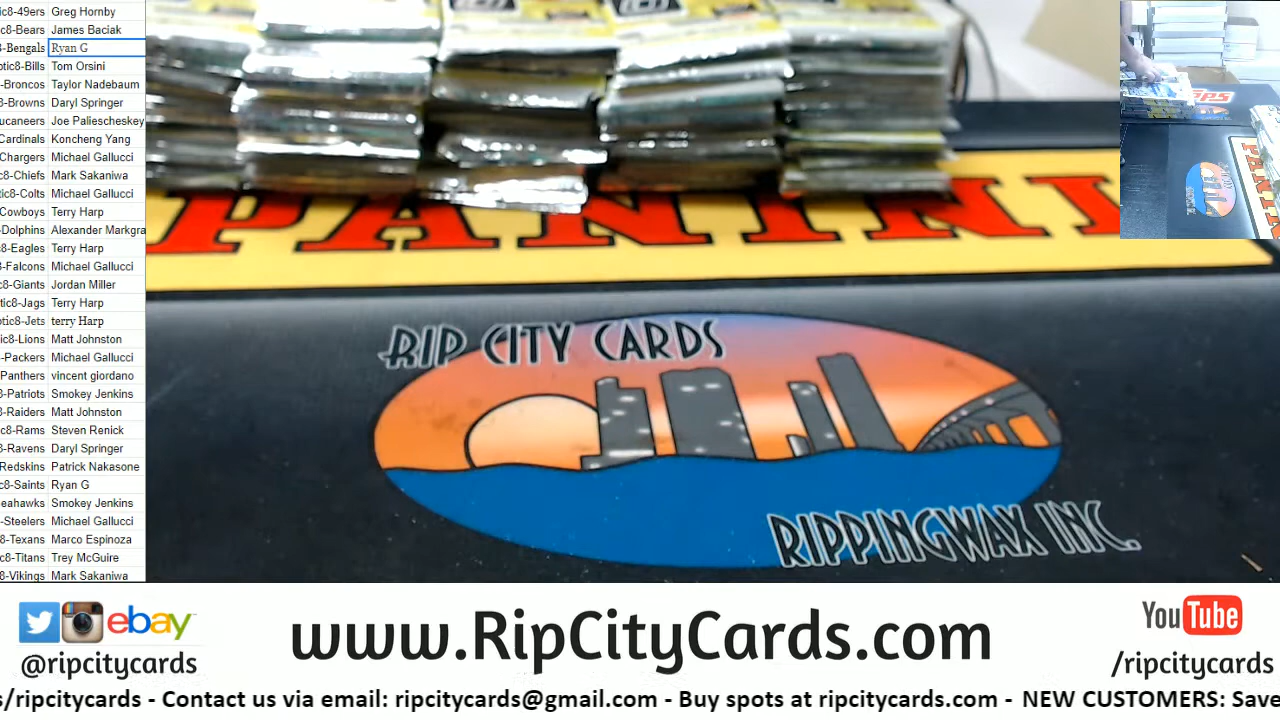 ic8-49ers Greg Hornby
c8-Bears James Baciak
-Bengals Ryan G
otic8-Bills Tom Orsini
-Broncos Taylor Nadebaum
-Browns Daryl Springer
ucaneers Joe Paliescheskey
Cardinals Koncheng Yang
Chargers Michael Gallucci
c8-Chiefs Mark Sakaniwa
tic8-Colts Michael Gallucci
Cowboys Terry Harp
-Dolphins Alexander Markgra
8-Eagles Terry Harp
-Falcons Michael Gallucci
c8-Giants Jordan Miller
tic8-Jags Terry Harp
otic8-Jets terry Harp
ic8-Lions Matt Johnston
-Packers Michael Gallucci
Panthers vincent giordano
8-Patriots Smokey Jenkins
-Raiders Matt Johnston
8-Rams Steven Renick
-Ravens Daryl Springer
Redskins Patrick Nakasone
c8-Saints Ryan G
eahawks Smokey Jenkins
-Steelers Michael Gallucci
8-Texans Marco Espinoza
c8-Titans Trey McGuire
8-Vikings Mark Sakaniwa
PANINI
RIP CITY CARDS
RIPPINGWAX INC.
ebay
@ripcitycards
www.RipCityCards.com
YouTube
/ripcitycards
s/ripcitycards - Contact us via email: ripcitycards@gmail.com - Buy spots at ripcitycards.com - NEW CUSTOMERS: Save